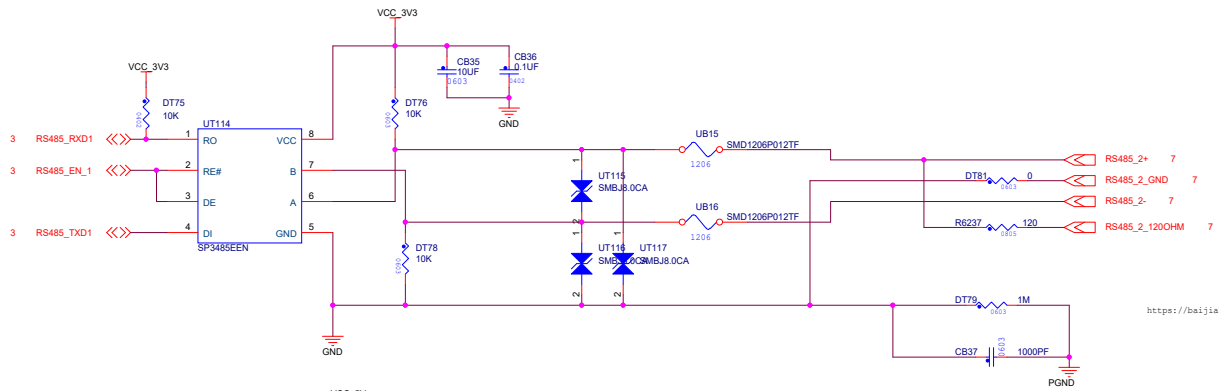 VCC_3V3
CB35
10UF
0603
CB36
0.1UF
0402
VCC_3V3
DT75
10K
0402
DT76
10K
0603
GND
UT114
3 RS485_RXD1 1 RO VCC 8
3 RS485_EN_1 2 RE# B 7
3 DE A 6
3 RS485_TXD1 4 DI GND 5
SP3485EEN
UB15
SMD1206P012TF
1206
UT115
SMBJ8.0CA
1
2
UB16
SMD1206P012TF
1206
RS485_2+ 7
DT81 0
0603
RS485_2_GND 7
RS485_2- 7
R6237 120
0805
RS485_2_120OHM 7
DT78
10K
0603
1
UT116
2
1
UT117
SMBJ8.0CA
2
DT79 1M
0603
https://baijia
GND
CB37 1000PF
0603
PGND